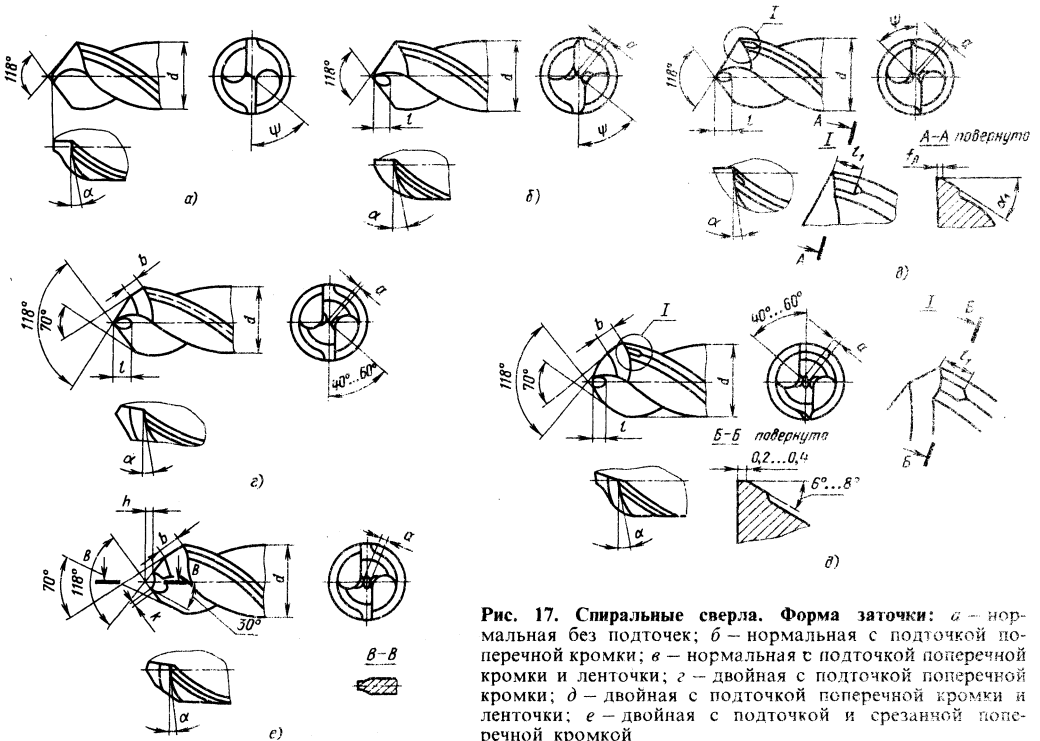 118°
d
ψ
α
а)
118°
d
l
a
ψ
α
б)
I
118°
d
l
ψ
a
A
α
I
l₁
A
A–A повернуто
fл
α₁
в)
118°
70°
b
d
l
a
40°...60°
α
г)
118°
70°
b
I
d
l
40°...60°
a
α
Б–Б повернуто
0,2...0,4
6°...8°
I
Б
l₁
Б
д)
h
b
В
70°
118°
В
30°
d
a
α
В–В
е)
Рис. 17. Спиральные сверла. Форма заточки: а – нор-
мальная без подточек; б – нормальная с подточкой по-
перечной кромки; в – нормальная с подточкой поперечной
кромки и ленточки; г – двойная с подточкой поперечной
кромки; д – двойная с подточкой поперечной кромки и
ленточки; е – двойная с подточкой и срезанной попе-
речной кромкой